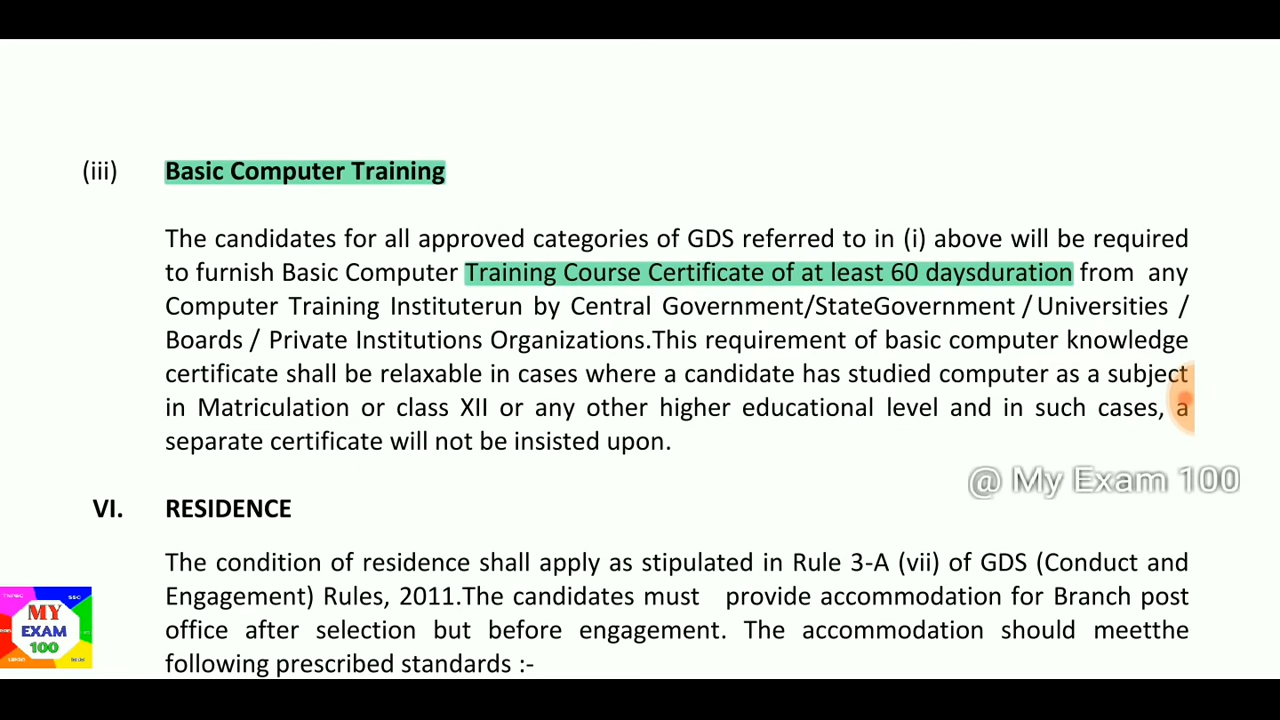 (iii) Basic Computer Training
The candidates for all approved categories of GDS referred to in (i) above will be required
to furnish Basic Computer Training Course Certificate of at least 60 daysduration from any
Computer Training Instituterun by Central Government/StateGovernment / Universities /
Boards / Private Institutions Organizations.This requirement of basic computer knowledge
certificate shall be relaxable in cases where a candidate has studied computer as a subject
in Matriculation or class XII or any other higher educational level and in such cases, a
separate certificate will not be insisted upon.
@ My Exam 100
VI. RESIDENCE
The condition of residence shall apply as stipulated in Rule 3-A (vii) of GDS (Conduct and
Engagement) Rules, 2011.The candidates must provide accommodation for Branch post
office after selection but before engagement. The accommodation should meetthe
following prescribed standards :-
TNPSC SSC
MY
EXAM
100